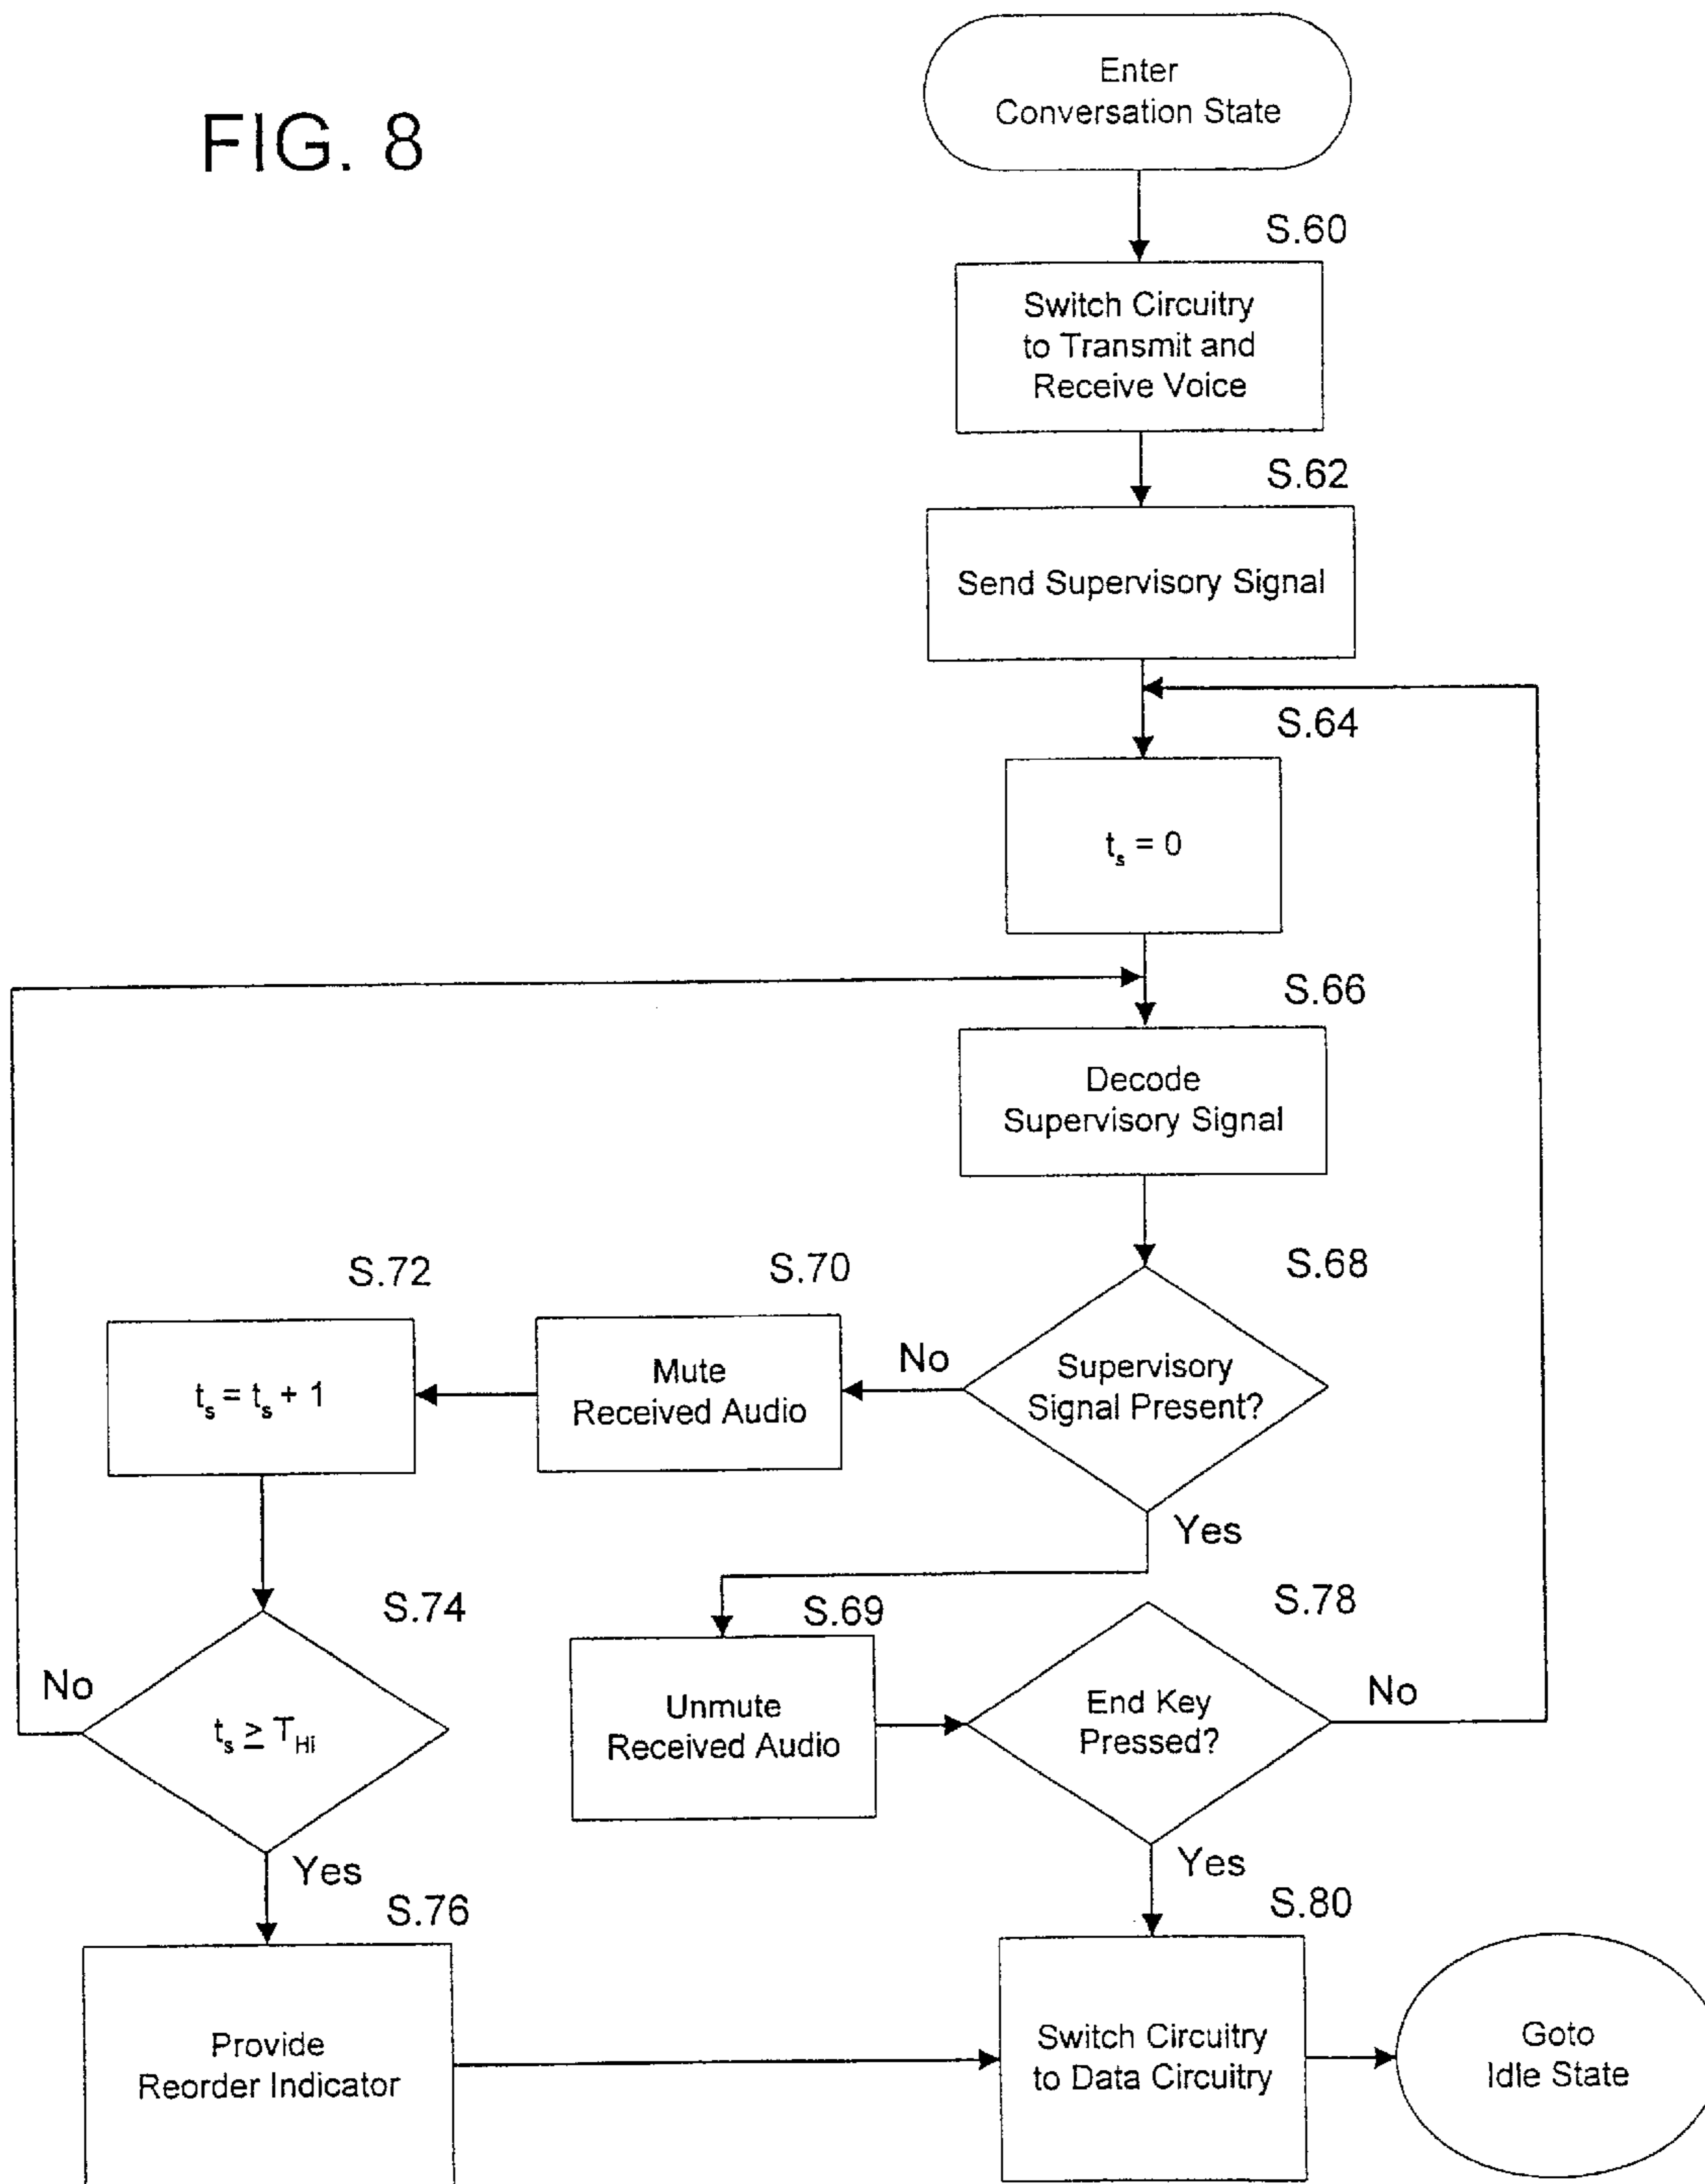 FIG. 8
Enter
Conversation State
S.60
Switch Circuitry
to Transmit and
Receive Voice
S.62
Send Supervisory Signal
S.64
tₛ = 0
S.66
Decode
Supervisory Signal
S.68
Supervisory
Signal Present?
No
Yes
S.70
Mute
Received Audio
S.72
tₛ = tₛ + 1
S.74
tₛ ≥ T_Hi
No
Yes
S.69
Unmute
Received Audio
S.78
End Key
Pressed?
No
Yes
S.76
Provide
Reorder Indicator
S.80
Switch Circuitry
to Data Circuitry
Goto
Idle State